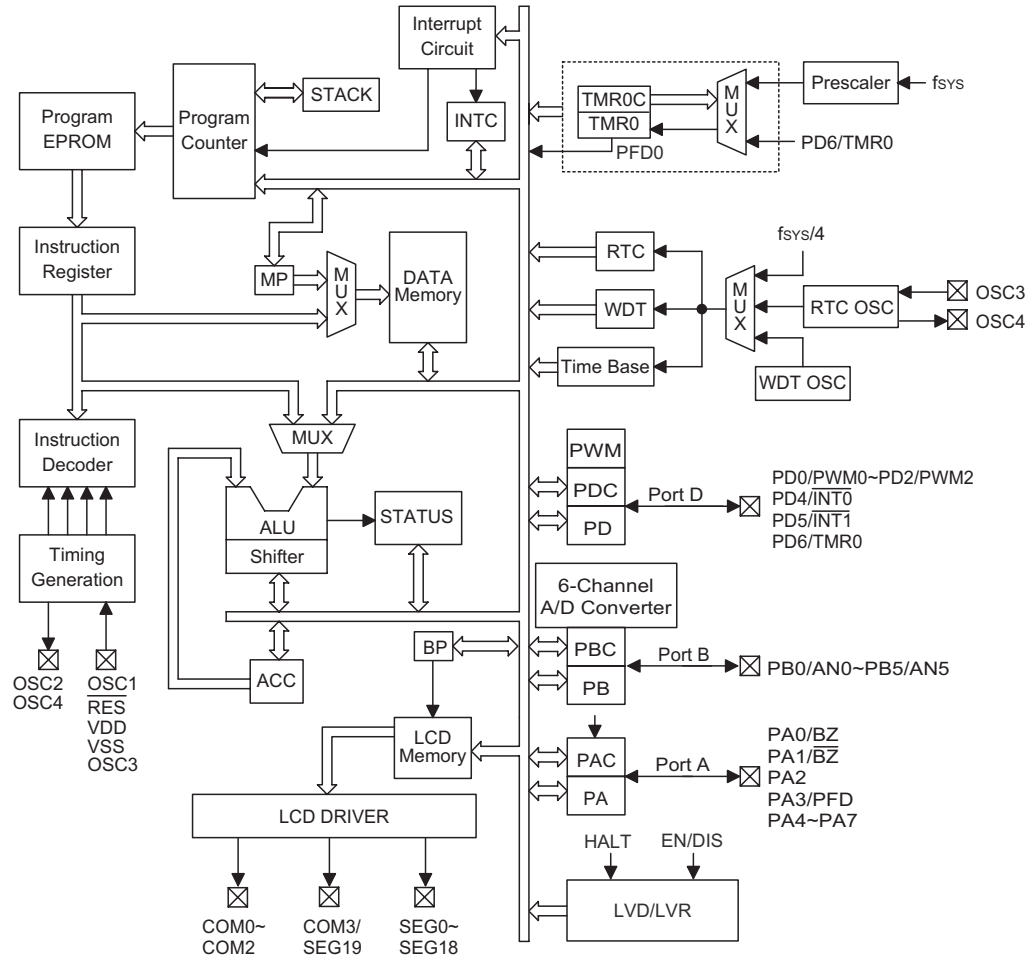 Interrupt
Circuit
STACK
Program
EPROM
Program
Counter
INTC
TMR0C
TMR0
PFD0
MUX
Prescaler
fSYS
PD6/TMR0
Instruction
Register
MP
MUX
DATA
Memory
RTC
WDT
Time Base
MUX
fSYS/4
RTC OSC
OSC3
OSC4
WDT OSC
Instruction
Decoder
MUX
ALU
Shifter
STATUS
PWM
PDC
PD
Port D
PD0/PWM0~PD2/PWM2
PD4/I̅N̅T̅0̅
PD5/I̅N̅T̅1̅
PD6/TMR0
Timing
Generation
OSC2
OSC4
OSC1
R̅E̅S̅
VDD
VSS
OSC3
ACC
BP
6-Channel
A/D Converter
PBC
PB
Port B
PB0/AN0~PB5/AN5
LCD
Memory
PAC
PA
Port A
PA0/BZ
PA1/B̅Z̅
PA2
PA3/PFD
PA4~PA7
LCD DRIVER
COM0~
COM2
COM3/
SEG19
SEG0~
SEG18
HALT
EN/DIS
LVD/LVR